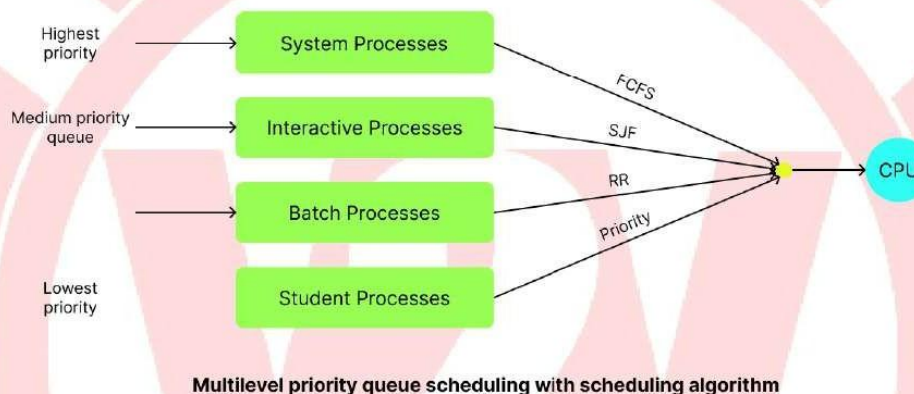 Highest
priority
System Processes
FCFS
Medium priority
queue
Interactive Processes
SJF
CPU
RR
Batch Processes
Priority
Lowest
priority
Student Processes
Multilevel priority queue scheduling with scheduling algorithm